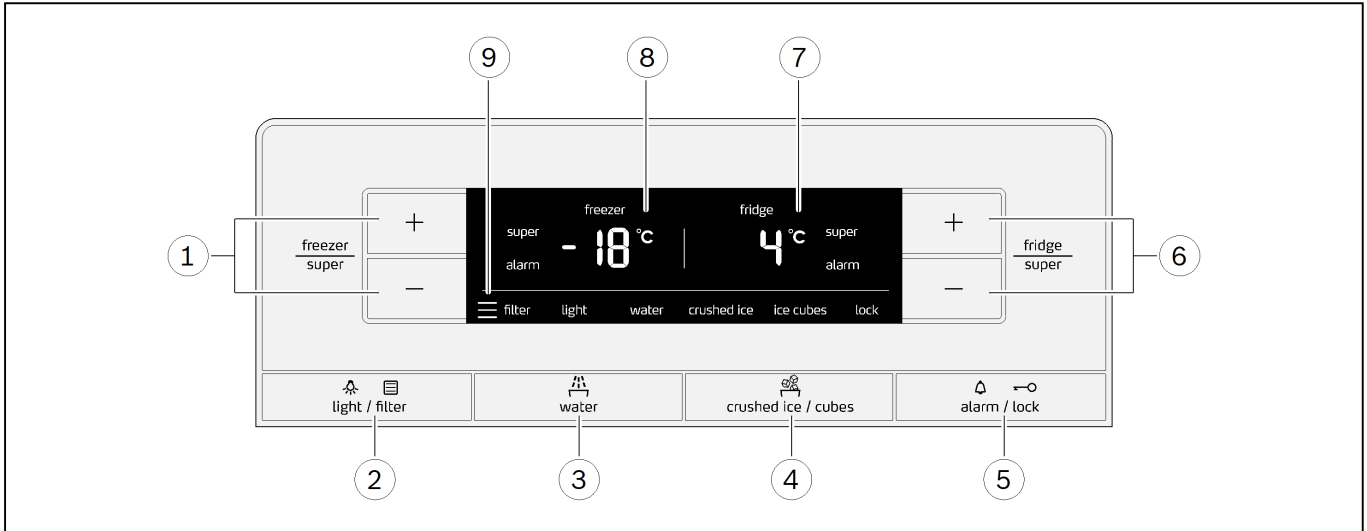 9 8 7
freezer fridge
+ super -18 °C 4 °C super +
1 freezer 6 fridge
super alarm alarm super
− −
filter light water crushed ice ice cubes lock
light / filter water crushed ice / cubes alarm / lock
2 3 4 5